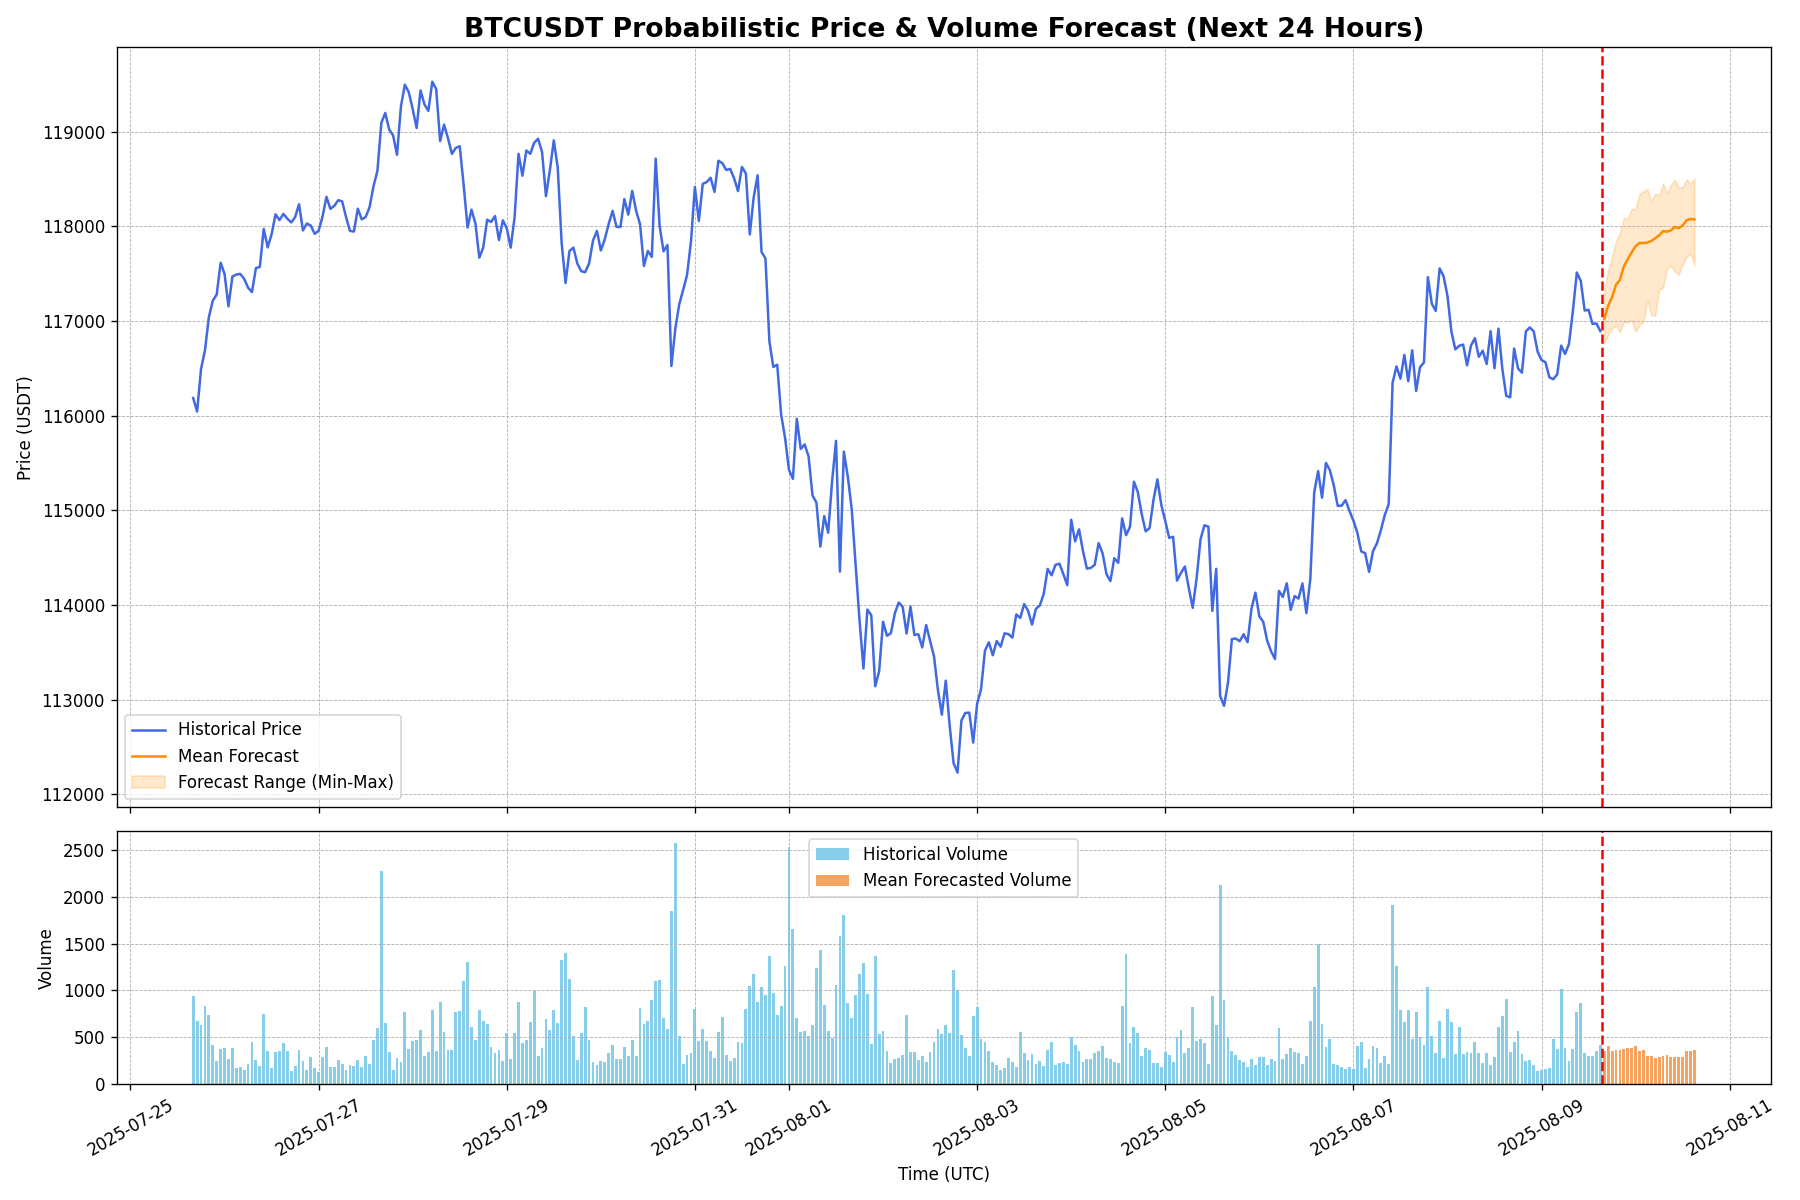 BTCUSDT Probabilistic Price & Volume Forecast (Next 24 Hours)
Price (USDT)
119000
118000
117000
116000
115000
114000
113000
112000
Historical Price
Mean Forecast
Forecast Range (Min-Max)
Volume
2500
2000
1500
1000
500
0
Historical Volume
Mean Forecasted Volume
2025-07-25
2025-07-27
2025-07-29
2025-07-31
2025-08-01
2025-08-03
2025-08-05
2025-08-07
2025-08-09
2025-08-11
Time (UTC)